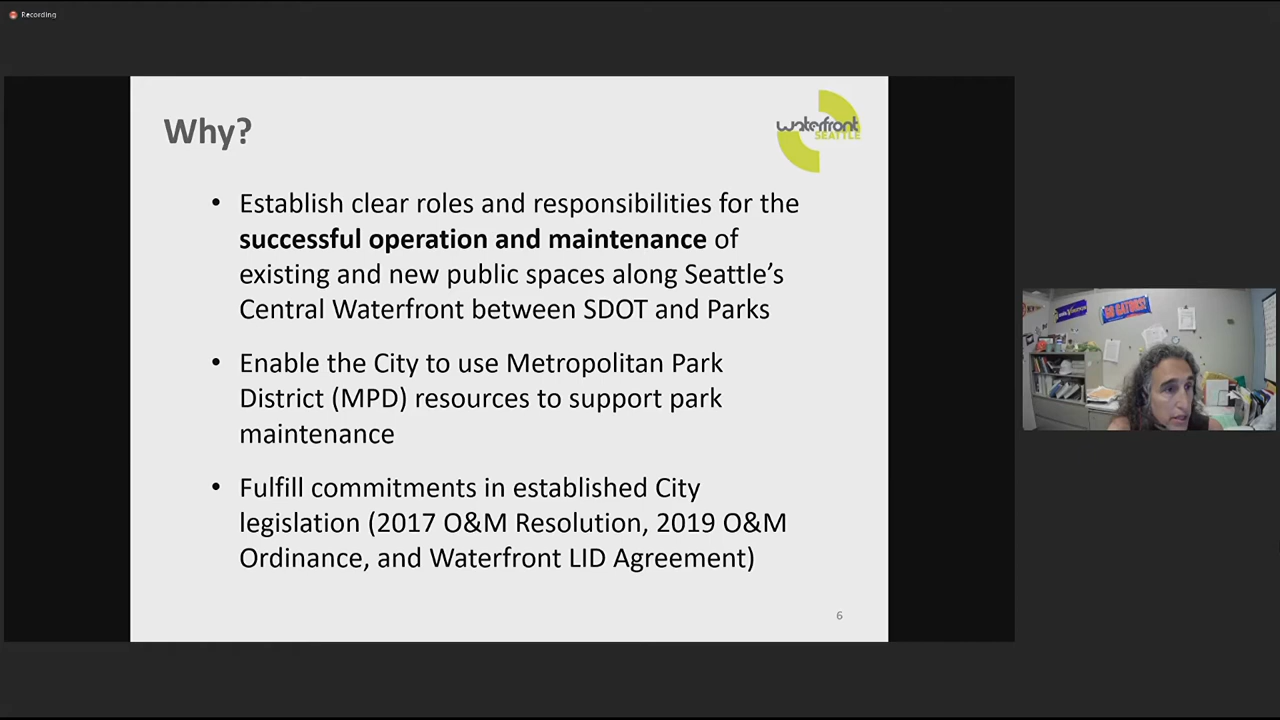 Recording
Why?
waterfront
SEATTLE
• Establish clear roles and responsibilities for the
successful operation and maintenance of
existing and new public spaces along Seattle's
Central Waterfront between SDOT and Parks
• Enable the City to use Metropolitan Park
District (MPD) resources to support park
maintenance
• Fulfill commitments in established City
legislation (2017 O&M Resolution, 2019 O&M
Ordinance, and Waterfront LID Agreement)
6
GO GATORS!